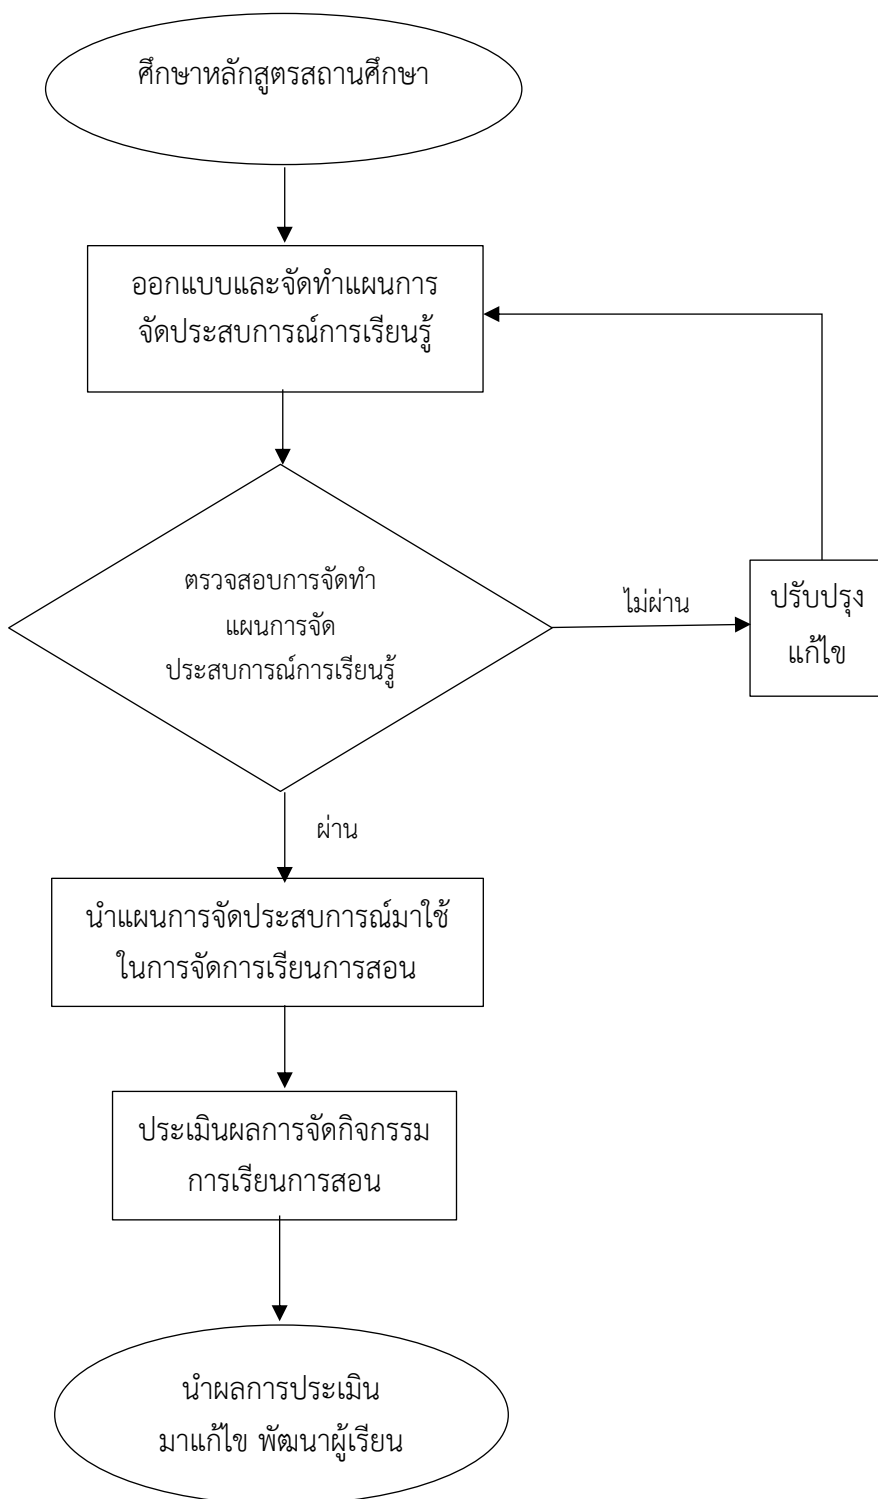 ศึกษาหลักสูตรสถานศึกษา
ออกแบบและจัดทำแผนการ
จัดประสบการณ์การเรียนรู้
ตรวจสอบการจัดทำ
แผนการจัด
ประสบการณ์การเรียนรู้
ไม่ผ่าน
ปรับปรุง
แก้ไข
ผ่าน
นำแผนการจัดประสบการณ์มาใช้
ในการจัดการเรียนการสอน
ประเมินผลการจัดกิจกรรม
การเรียนการสอน
นำผลการประเมิน
มาแก้ไข พัฒนาผู้เรียน